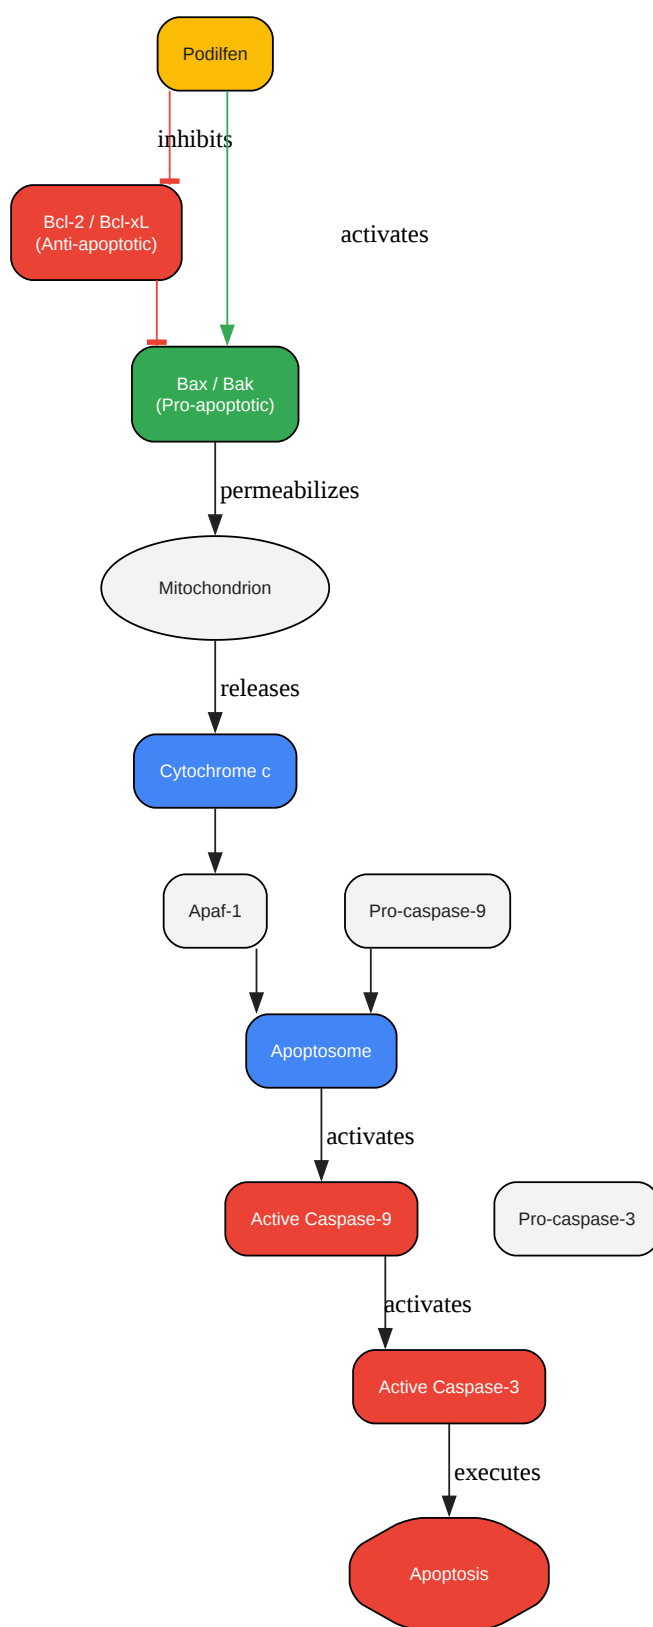 Podilfen
inhibits
activates
Bcl-2 / Bcl-xL
(Anti-apoptotic)
Bax / Bak
(Pro-apoptotic)
permeabilizes
Mitochondrion
releases
Cytochrome c
Apaf-1
Pro-caspase-9
Apoptosome
activates
Active Caspase-9
Pro-caspase-3
activates
Active Caspase-3
executes
Apoptosis